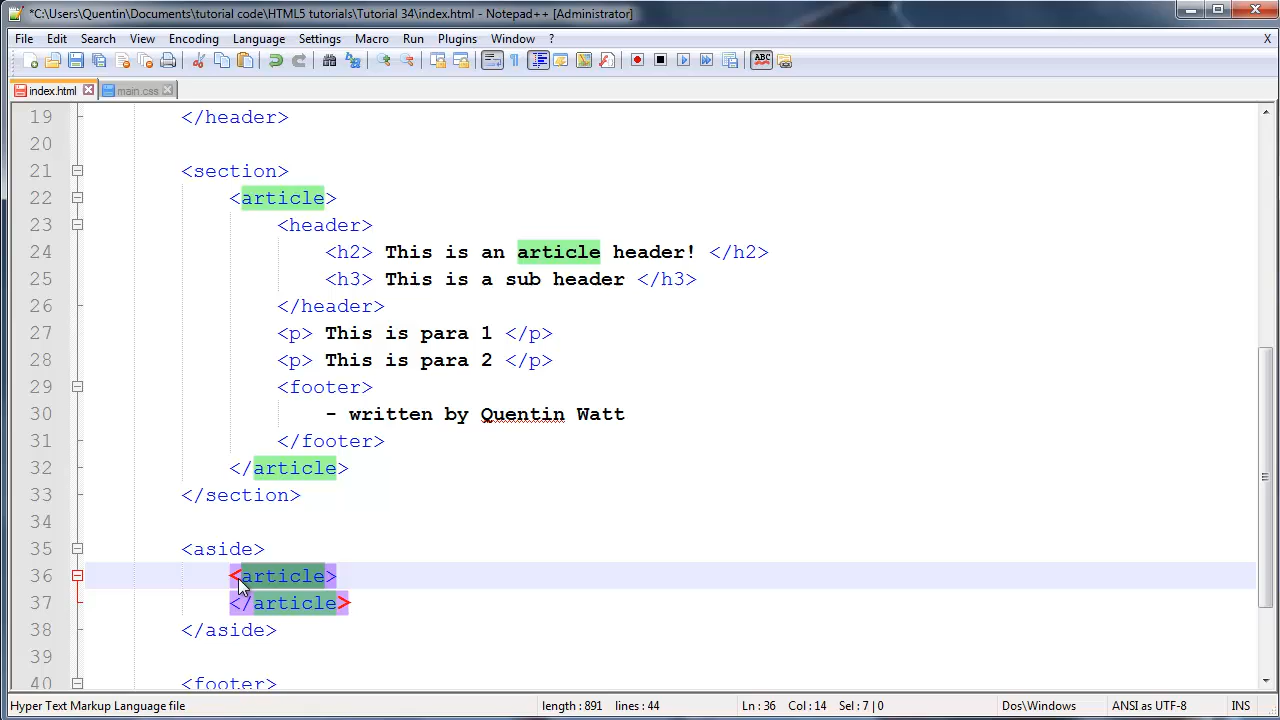 *C:\Users\Quentin\Documents\tutorial code\HTML5 tutorials\Tutorial 34\index.html - Notepad++ [Administrator]
File Edit Search View Encoding Language Settings Macro Run Plugins Window ? X
index.html main.css
19 </header>
20
21 <section>
22 <article>
23 <header>
24 <h2> This is an article header! </h2>
25 <h3> This is a sub header </h3>
26 </header>
27 <p> This is para 1 </p>
28 <p> This is para 2 </p>
29 <footer>
30 - written by Quentin Watt
31 </footer>
32 </article>
33 </section>
34
35 <aside>
36 <article>
37 </article>
38 </aside>
39
40 <footer>
Hyper Text Markup Language file length : 891 lines : 44 Ln : 36 Col : 14 Sel : 7 | 0 Dos\Windows ANSI as UTF-8 INS